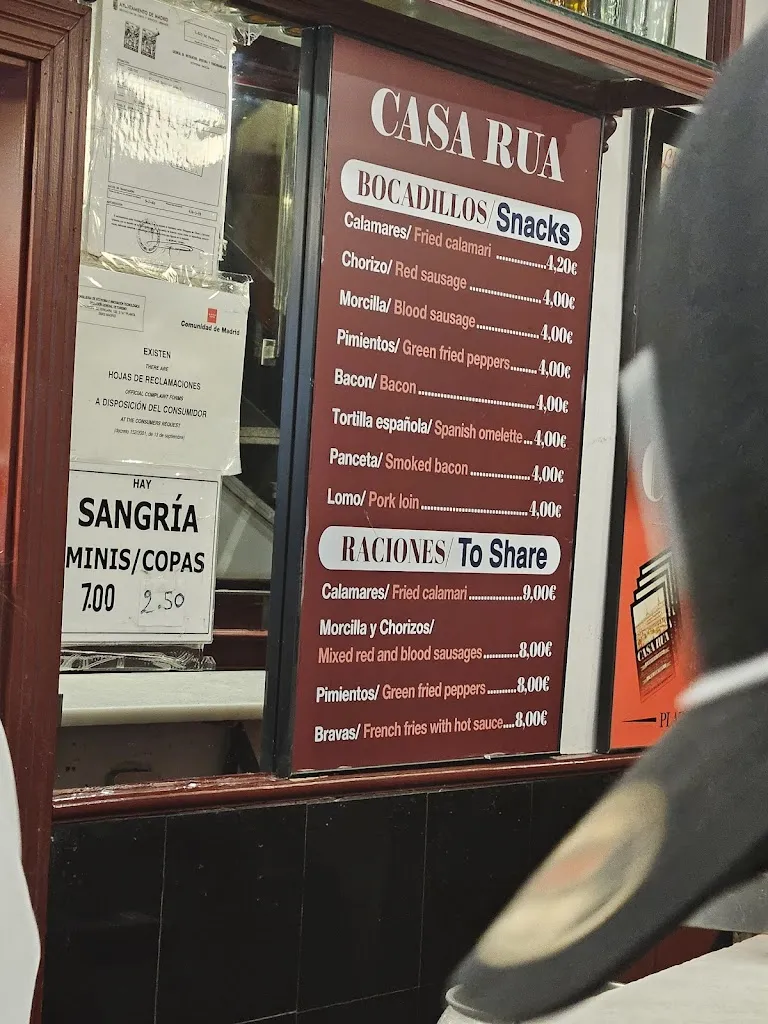 AYUNTAMIENTO DE MADRID
Comunidad de Madrid
EXISTEN
THERE ARE
HOJAS DE RECLAMACIONES
OFFICIAL COMPLAINT FORMS
A DISPOSICIÓN DEL CONSUMIDOR
AT THE CONSUMERS REQUEST
HAY
SANGRÍA
MINIS/COPAS
7.00 2.50
CASA RUA
BOCADILLOS/Snacks
Calamares/ Fried calamari ..............4,20€
Chorizo/ Red sausage ..................4,00€
Morcilla/ Blood sausage................4,00€
Pimientos/ Green fried peppers.......4,00€
Bacon/ Bacon ...........................4,00€
Tortilla española/ Spanish omelette...4,00€
Panceta/ Smoked bacon ...............4,00€
Lomo/ Pork loin ..........................4,00€
RACIONES/ To Share
Calamares/ Fried calamari .............9,00€
Morcilla y Chorizos/
Mixed red and blood sausages.........8,00€
Pimientos/ Green fried peppers........8,00€
Bravas/ French fries with hot sauce....8,00€
CASA RUA